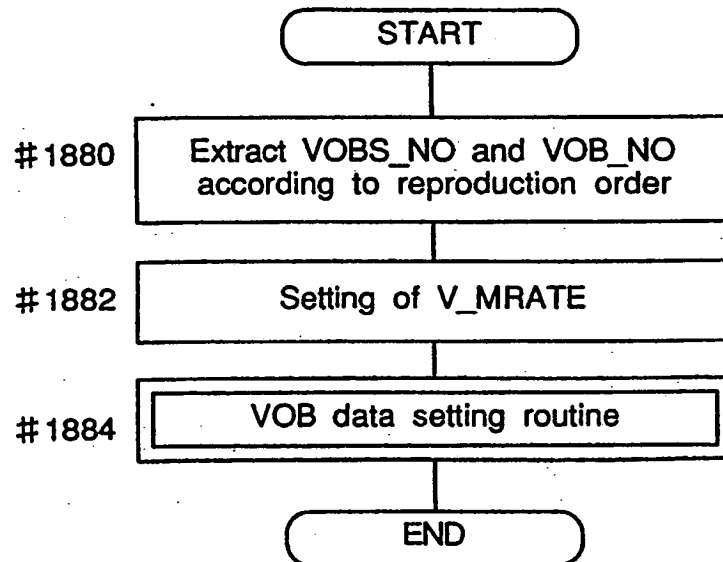 START
#1880
Extract VOBS_NO and VOB_NO
according to reproduction order
#1882
Setting of V_MRATE
#1884
VOB data setting routine
END